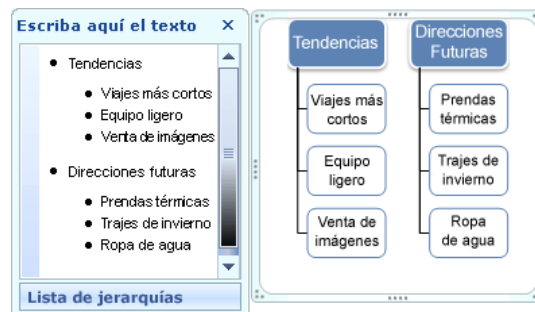 Escriba aquí el texto
Tendencias
Viajes más cortos
Equipo ligero
Venta de imágenes
Direcciones futuras
Prendas térmicas
Trajes de invierno
Ropa de agua
Lista de jerarquías
Tendencias
Viajes más
cortos
Equipo
ligero
Venta de
imágenes
Direcciones
Futuras
Prendas
térmicas
Trajes de
invierno
Ropa
de agua